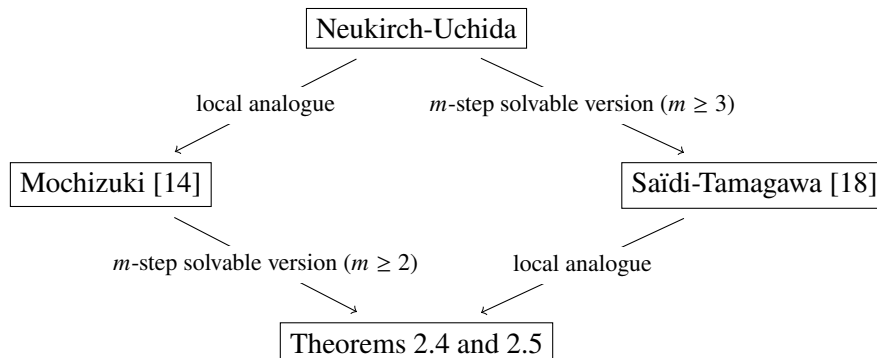 Neukirch-Uchida
local analogue
m-step solvable version (m ≥ 3)
Mochizuki [14]
Saïdi-Tamagawa [18]
m-step solvable version (m ≥ 2)
local analogue
Theorems 2.4 and 2.5